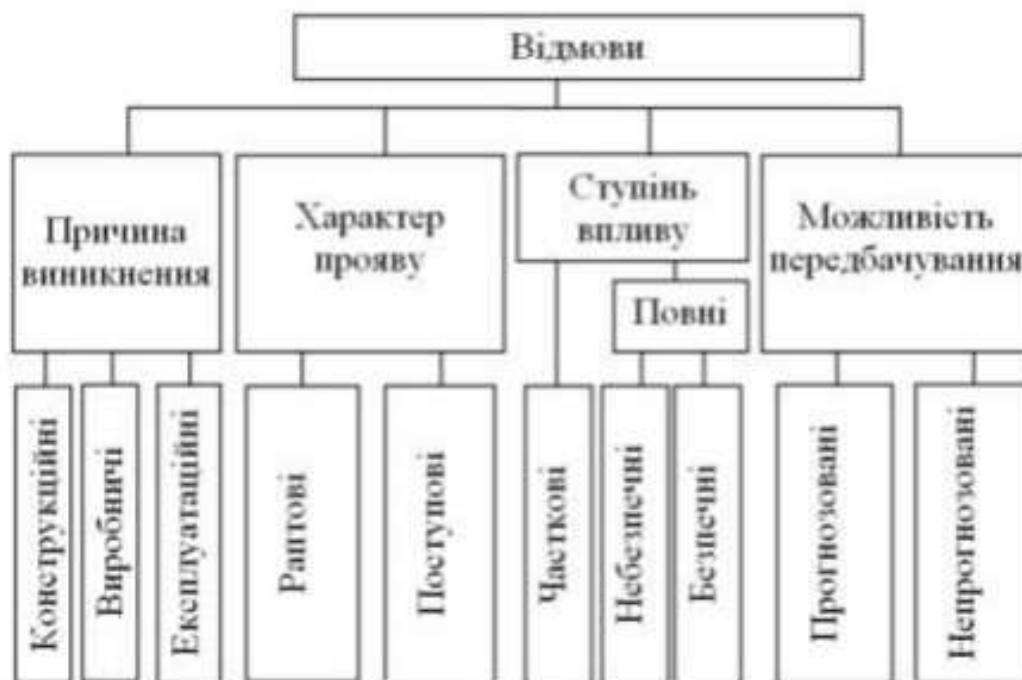 Відмови
Причина
виникнення
Характер
прояву
Ступінь
впливу
Можливість
передбачування
Повні
Конструкційні
Виробничі
Експлуатаційні
Раптові
Поступові
Часткові
Небезпечні
Безпечні
Прогнозовані
Непрогнозовані